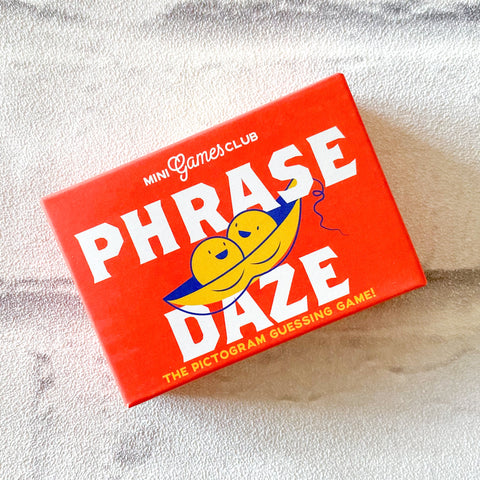 MINI Games CLUB
PHRASE
DAZE
THE PICTOGRAM GUESSING GAME!